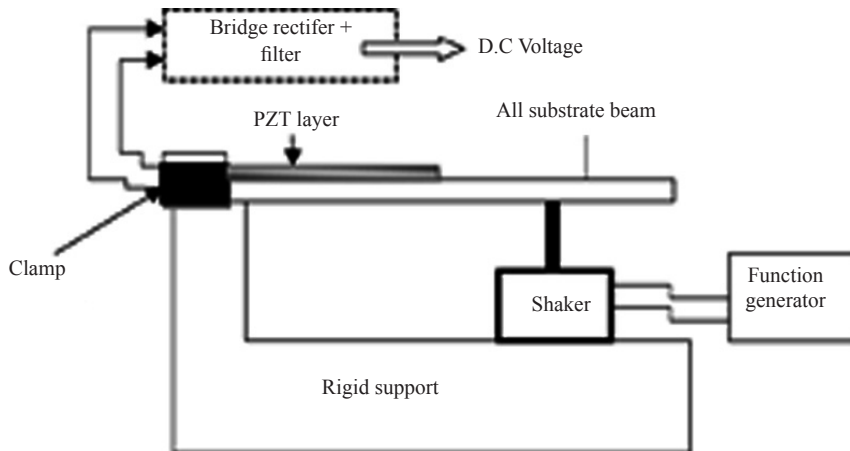 Bridge rectifer +
filter
D.C Voltage
PZT layer
All substrate beam
Clamp
Shaker
Function
generator
Rigid support